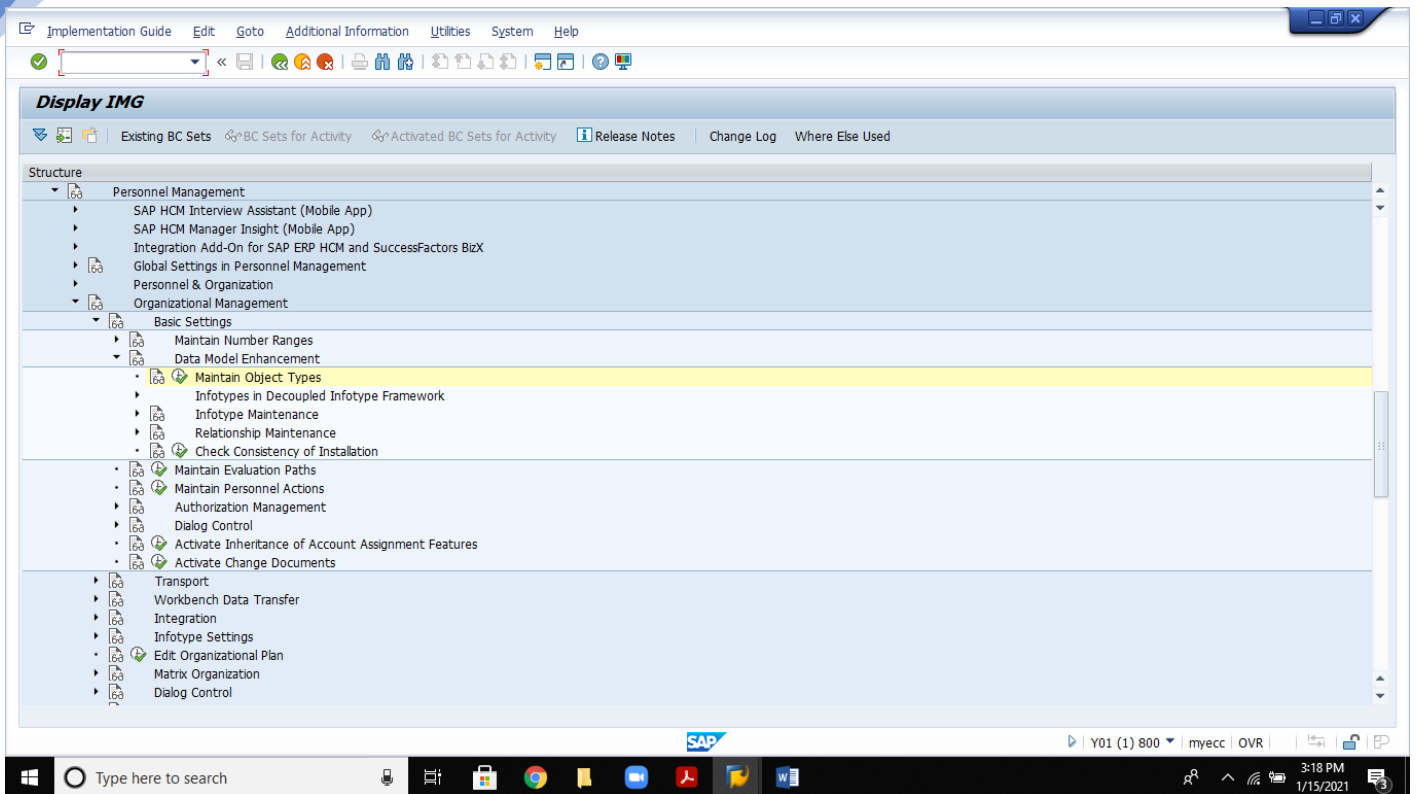 Implementation Guide Edit Goto Additional Information Utilities System Help
Display IMG
Existing BC Sets BC Sets for Activity Activated BC Sets for Activity Release Notes Change Log Where Else Used
Structure
Personnel Management
SAP HCM Interview Assistant (Mobile App)
SAP HCM Manager Insight (Mobile App)
Integration Add-On for SAP ERP HCM and SuccessFactors BizX
Global Settings in Personnel Management
Personnel & Organization
Organizational Management
Basic Settings
Maintain Number Ranges
Data Model Enhancement
Maintain Object Types
Infotypes in Decoupled Infotype Framework
Infotype Maintenance
Relationship Maintenance
Check Consistency of Installation
Maintain Evaluation Paths
Maintain Personnel Actions
Authorization Management
Dialog Control
Activate Inheritance of Account Assignment Features
Activate Change Documents
Transport
Workbench Data Transfer
Integration
Infotype Settings
Edit Organizational Plan
Matrix Organization
Dialog Control
SAP Y01 (1) 800 myecc OVR
Type here to search
3:18 PM
1/15/2021
3